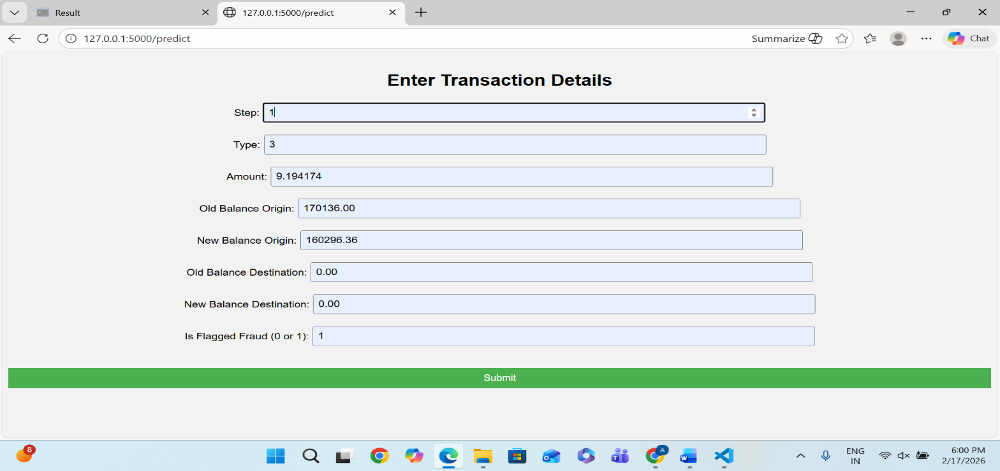 Result
127.0.0.1:5000/predict
127.0.0.1:5000/predict
Summarize
Chat
Enter Transaction Details
Step: 1
Type: 3
Amount: 9.194174
Old Balance Origin: 170136.00
New Balance Origin: 160296.36
Old Balance Destination: 0.00
New Balance Destination: 0.00
Is Flagged Fraud (0 or 1): 1
Submit
8
A
ENG
IN
6:00 PM
2/17/2026